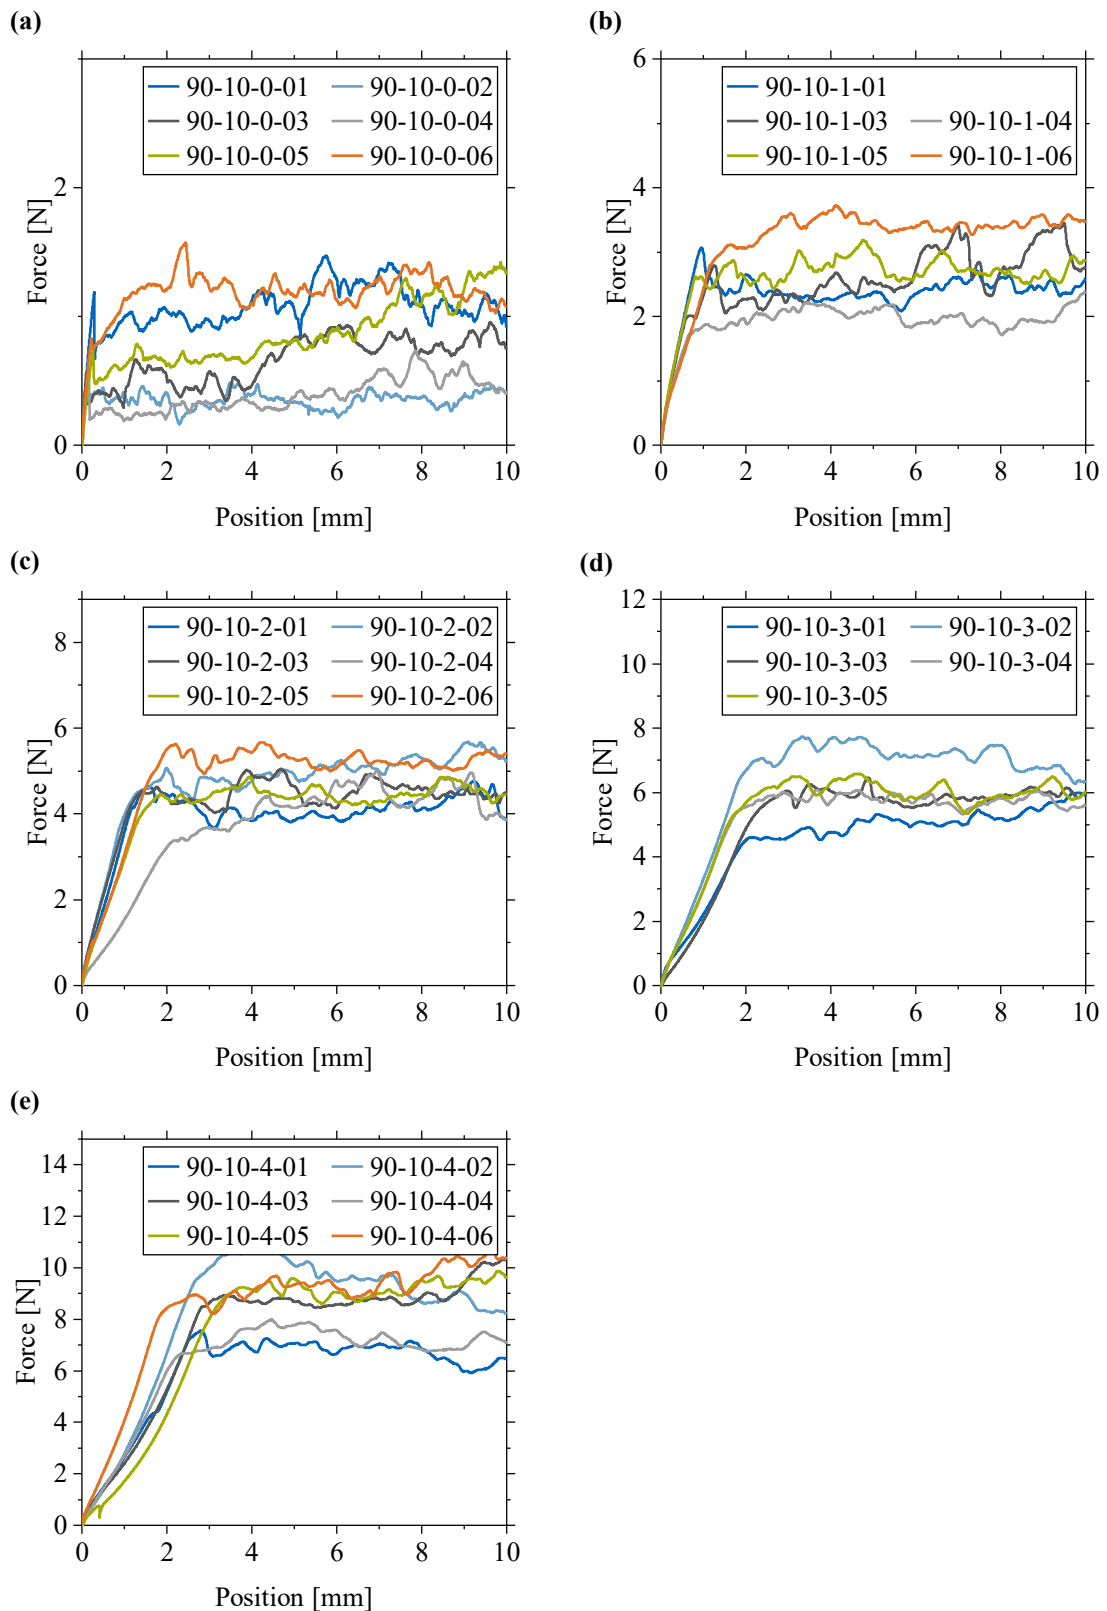 (a)
90-10-0-01 90-10-0-02
90-10-0-03 90-10-0-04
90-10-0-05 90-10-0-06
2
0
Force [N]
0 2 4 6 8 10
Position [mm]
(b)
90-10-1-01
90-10-1-03 90-10-1-04
90-10-1-05 90-10-1-06
6
4
2
0
Force [N]
0 2 4 6 8 10
Position [mm]
(c)
90-10-2-01 90-10-2-02
90-10-2-03 90-10-2-04
90-10-2-05 90-10-2-06
8
6
4
2
0
Force [N]
0 2 4 6 8 10
Position [mm]
(d)
90-10-3-01 90-10-3-02
90-10-3-03 90-10-3-04
90-10-3-05
12
10
8
6
4
2
0
Force [N]
0 2 4 6 8 10
Position [mm]
(e)
90-10-4-01 90-10-4-02
90-10-4-03 90-10-4-04
90-10-4-05 90-10-4-06
14
12
10
8
6
4
2
0
Force [N]
0 2 4 6 8 10
Position [mm]